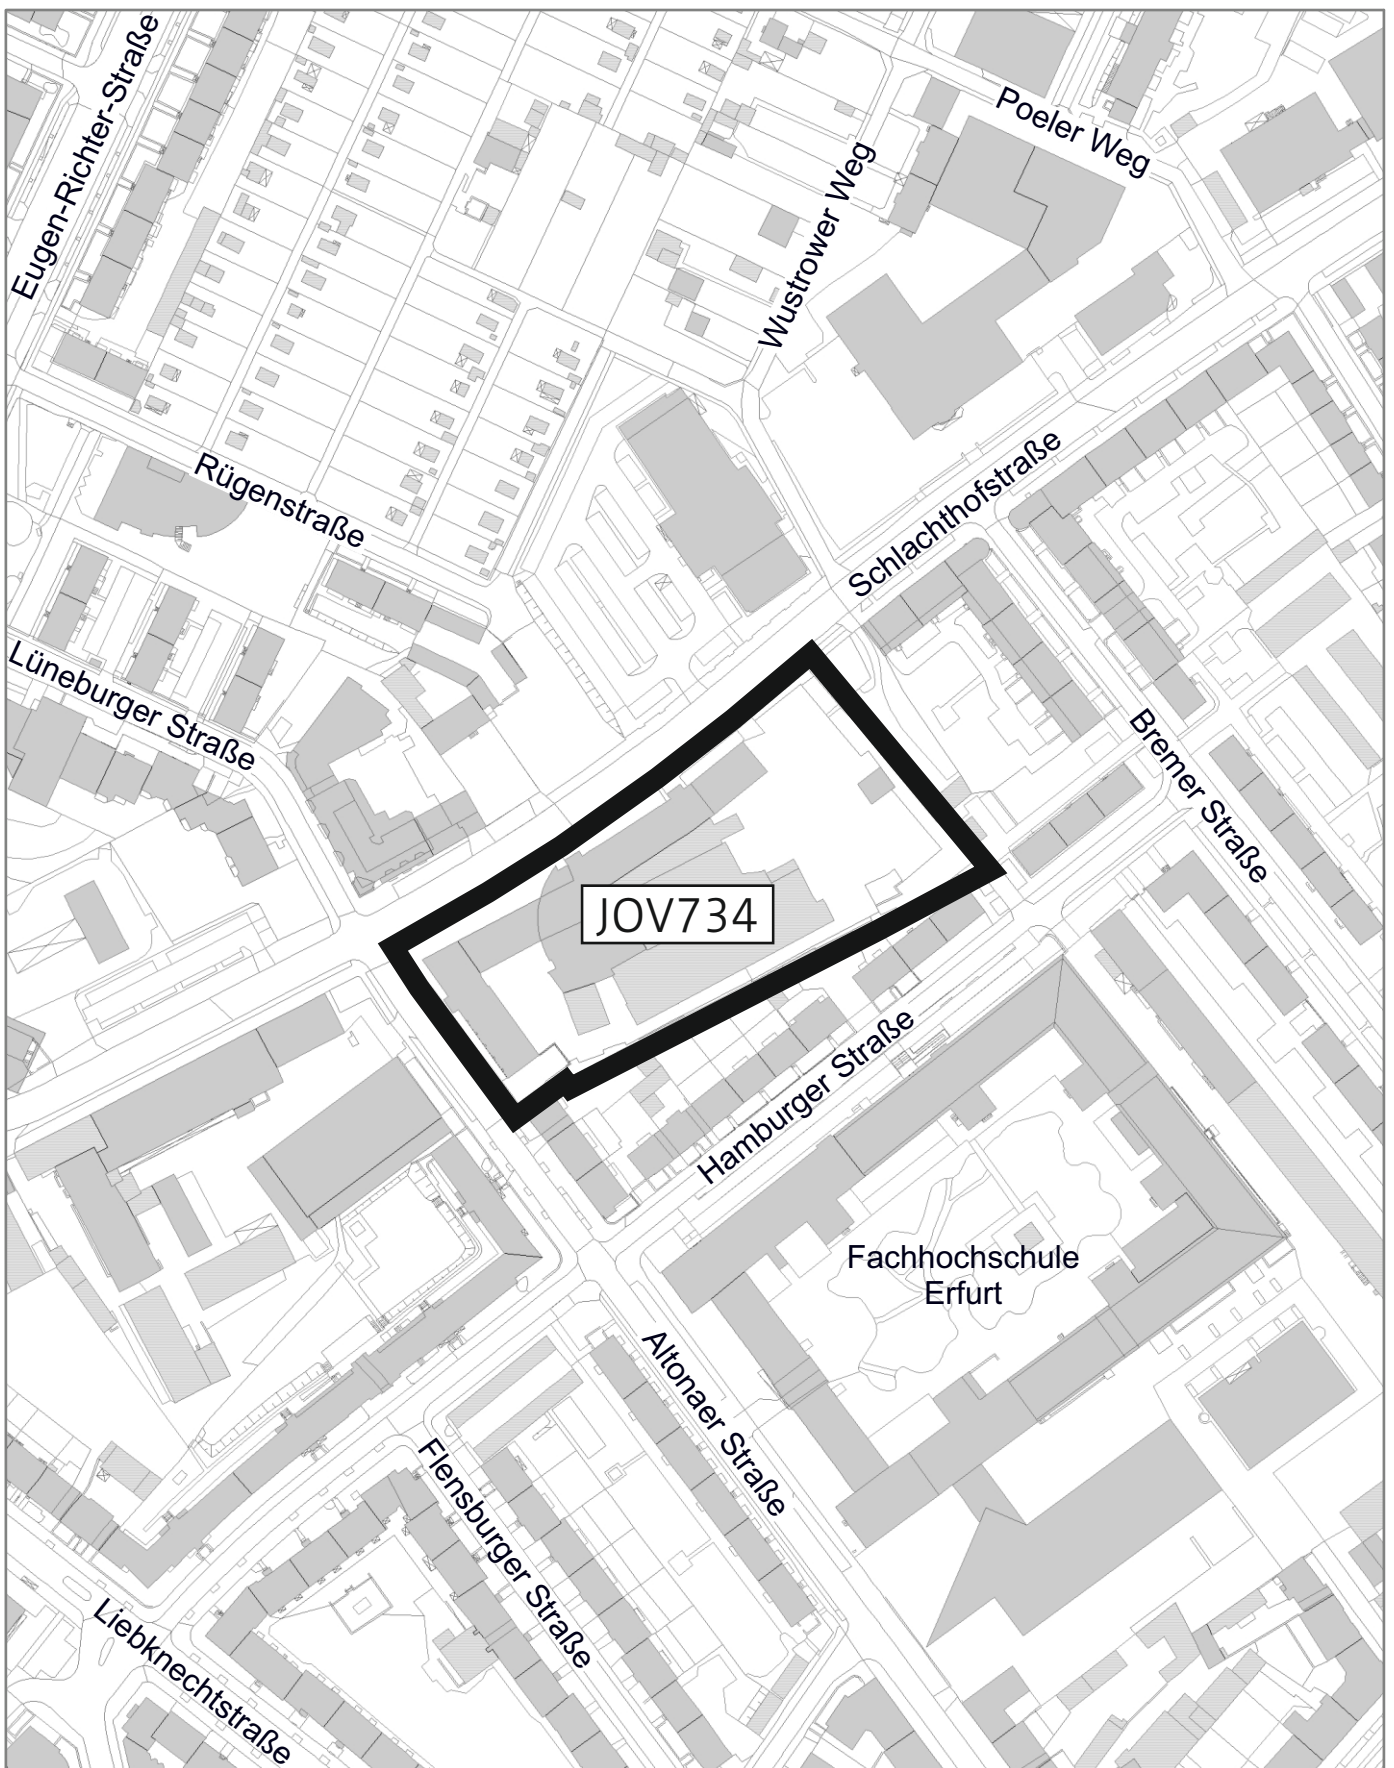 Eugen-Richter-Straße
Poeler Weg
Wustrower Weg
Rügenstraße
Schlachthofstraße
Lüneburger Straße
Bremer Straße
JOV734
Hamburger Straße
Fachhochschule
Erfurt
Altonaer Straße
Flensburger Straße
Liebknechtstraße